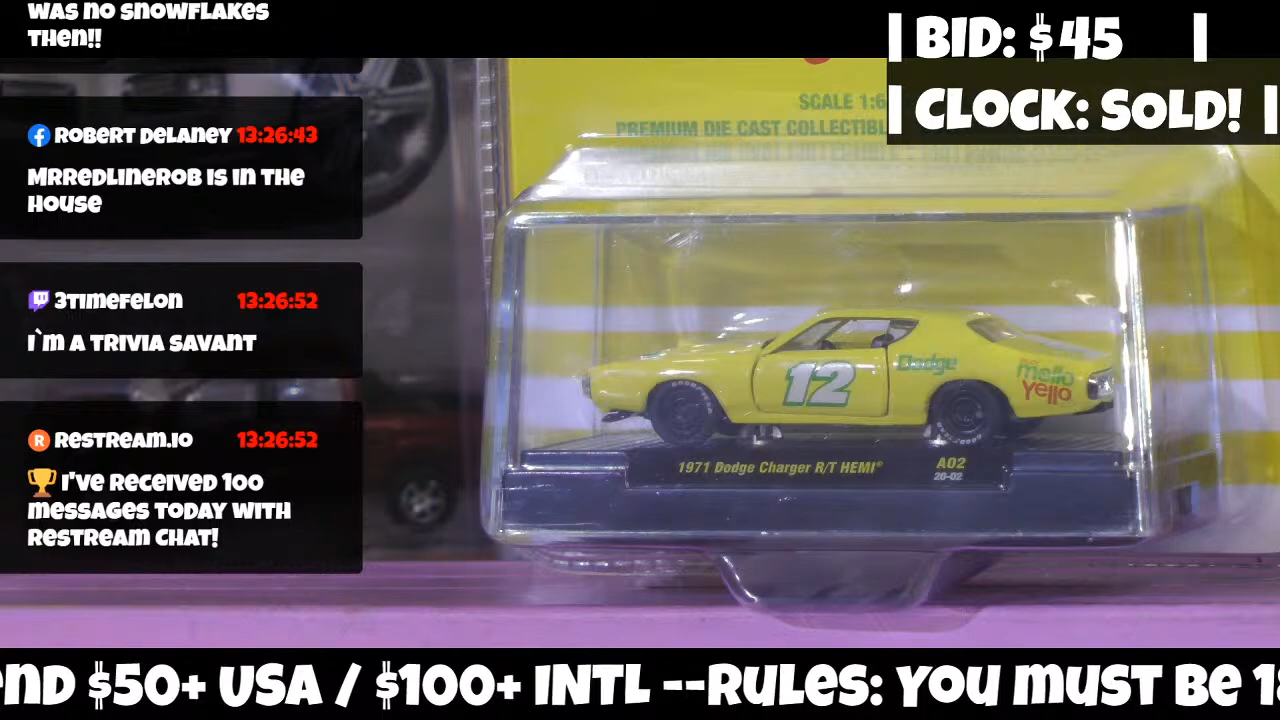 WAS NO SNOWFLAKES
THEN!!
ROBERT DELANEY 13:26:43
MRREDLINEROB IS IN THE
HOUSE
3TIMEFELON 13:26:52
I`M A TRIVIA SAVANT
RESTREAM.IO 13:26:52
I'VE RECEIVED 100
MESSAGES TODAY WITH
RESTREAM CHAT!
| BID: $45 |
| CLOCK: SOLD! |
SCALE 1:6
PREMIUM DIE CAST COLLECTIBL
12
Dodge
mello
Yello
1971 Dodge Charger R/T HEMI® A02
20-02
END $50+ USA / $100+ INTL --RULES: YOU MUST BE 1